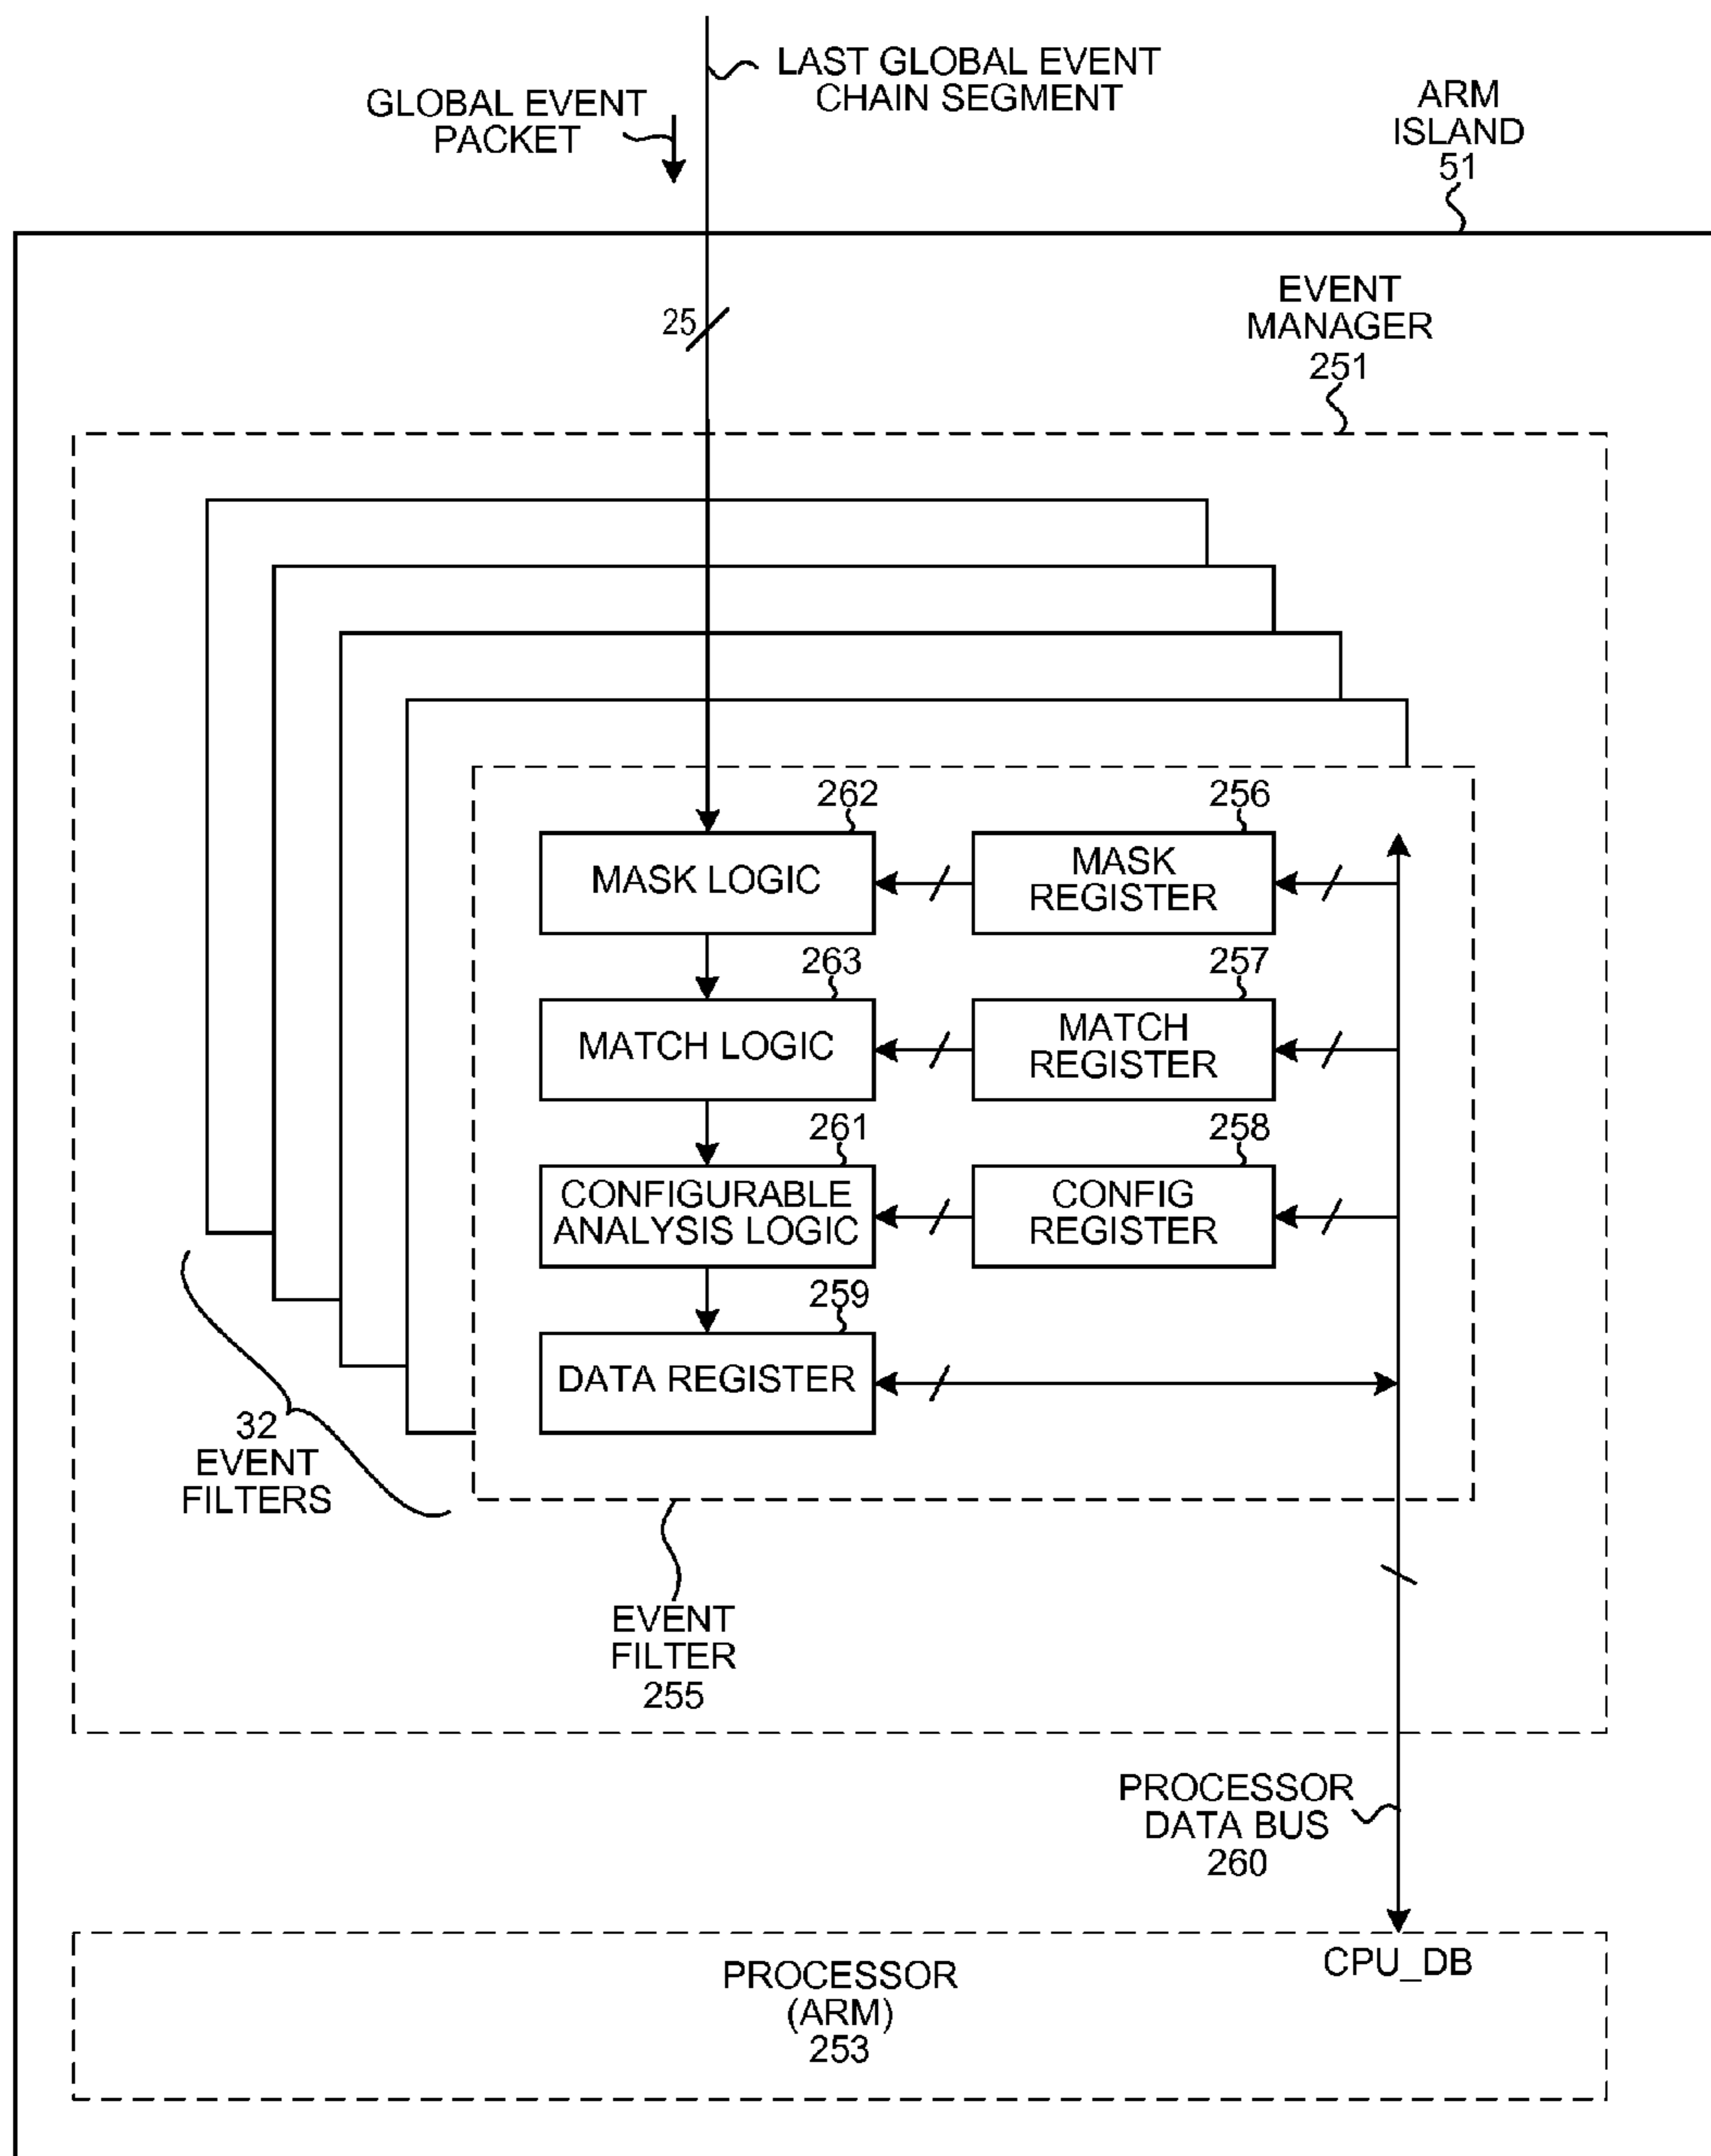 LAST GLOBAL EVENT
CHAIN SEGMENT
GLOBAL EVENT
PACKET
ARM
ISLAND
51
25
EVENT
MANAGER
251
262
256
MASK LOGIC
MASK
REGISTER
263
257
MATCH LOGIC
MATCH
REGISTER
261
258
CONFIGURABLE
ANALYSIS LOGIC
CONFIG
REGISTER
259
DATA REGISTER
32
EVENT
FILTERS
EVENT
FILTER
255
PROCESSOR
DATA BUS
260
CPU_DB
PROCESSOR
(ARM)
253